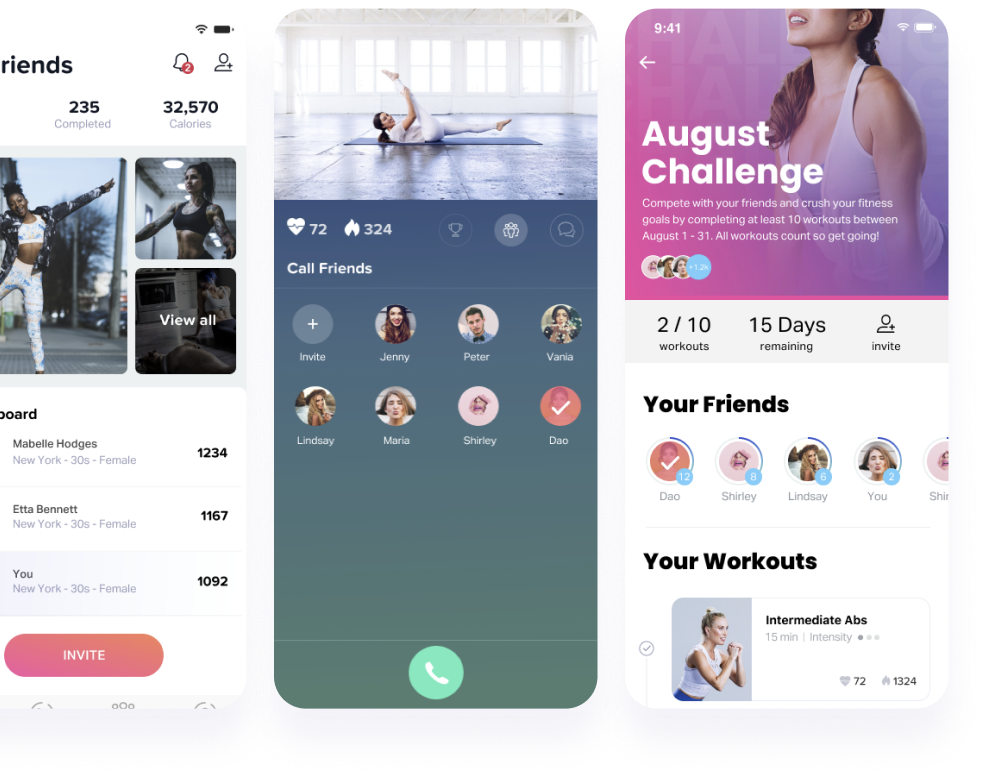 riends
2
235
Completed
32,570
Calories
View all
board
Mabelle Hodges
New York - 30s - Female
1234
Etta Bennett
New York - 30s - Female
1167
You
New York - 30s - Female
1092
INVITE
72
324
Call Friends
Invite
Jenny
Peter
Vania
Lindsay
Maria
Shirley
Dao
9:41
August
Challenge
Compete with your friends and crush your fitness
goals by completing at least 10 workouts between
August 1 - 31. All workouts count so get going!
+1.2k
2 / 10
workouts
15 Days
remaining
invite
Your Friends
12
8
6
2
Dao
Shirley
Lindsay
You
Shir
Your Workouts
Intermediate Abs
15 min | Intensity
72
1324